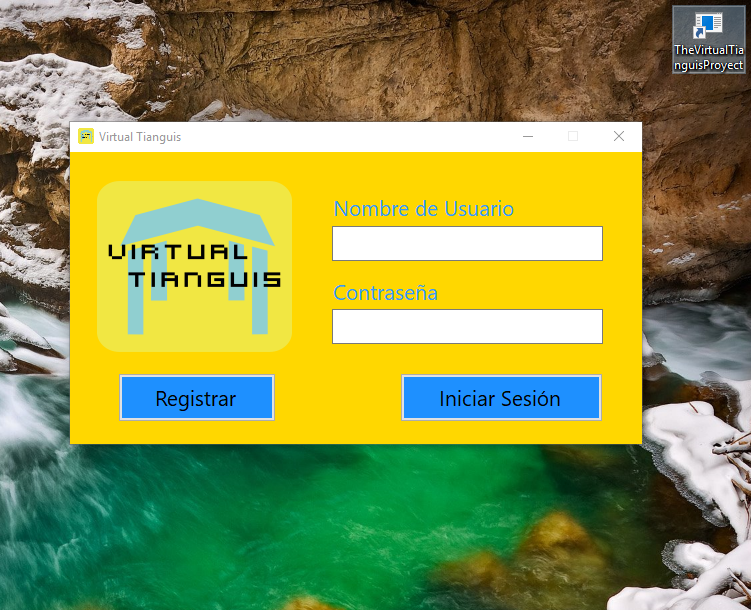 TheVirtualTia
nguisProyect
Virtual Tianguis
VIRTUAL
TIANGUIS
Nombre de Usuario
Contraseña
Registrar
Iniciar Sesión